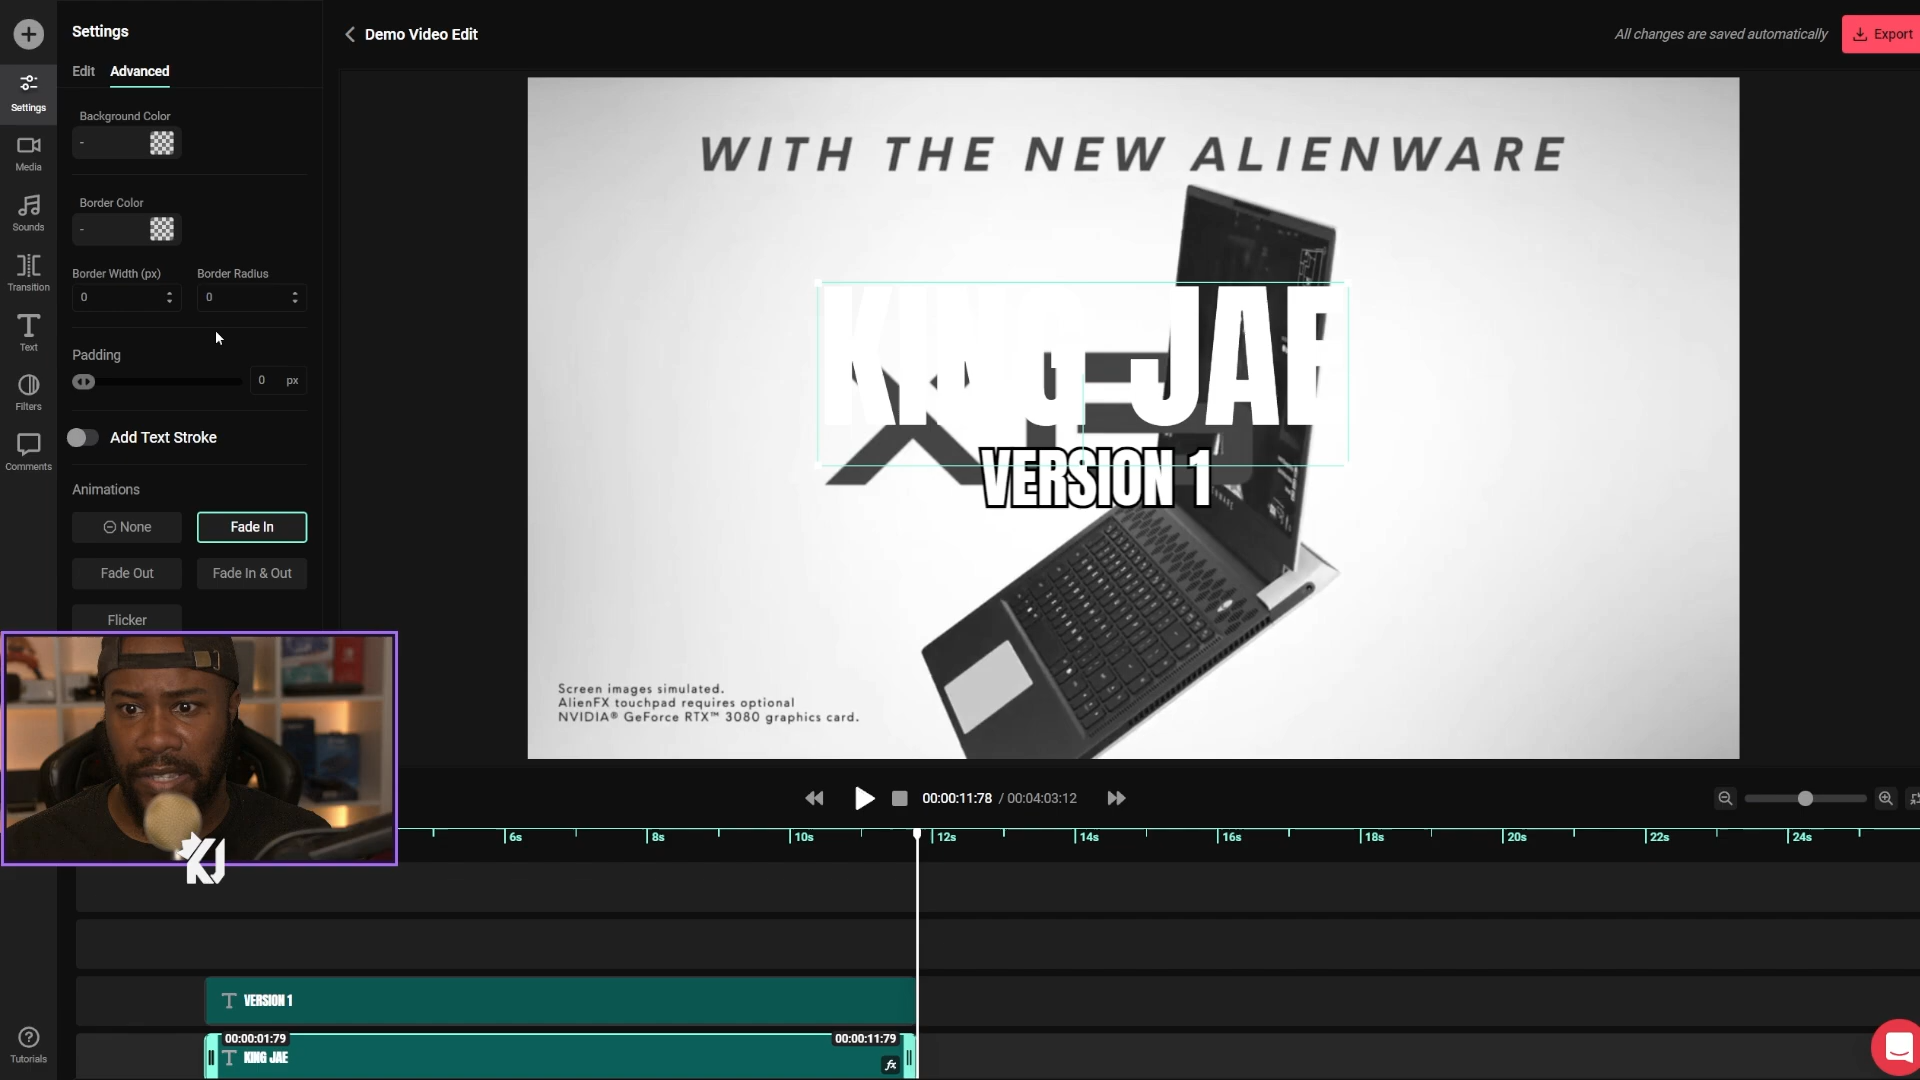 Settings
Demo Video Edit
All changes are saved automatically
Export
Edit
Advanced
Settings
Media
Sounds
Transition
Text
Filters
Comments
Tutorials
Background Color
-
Border Color
-
Border Width (px)
Border Radius
0
0
Padding
0 px
Add Text Stroke
Animations
None
Fade In
Fade Out
Fade In & Out
Flicker
WITH THE NEW ALIENWARE
KING JAE
VERSION 1
Screen images simulated.
AlienFX touchpad requires optional
NVIDIA® GeForce RTX™ 3080 graphics card.
KJ
00:00:11:78 / 00:04:03:12
6s
8s
10s
12s
14s
16s
18s
20s
22s
24s
VERSION 1
00:00:01:79
00:00:11:79
KING JAE
fx